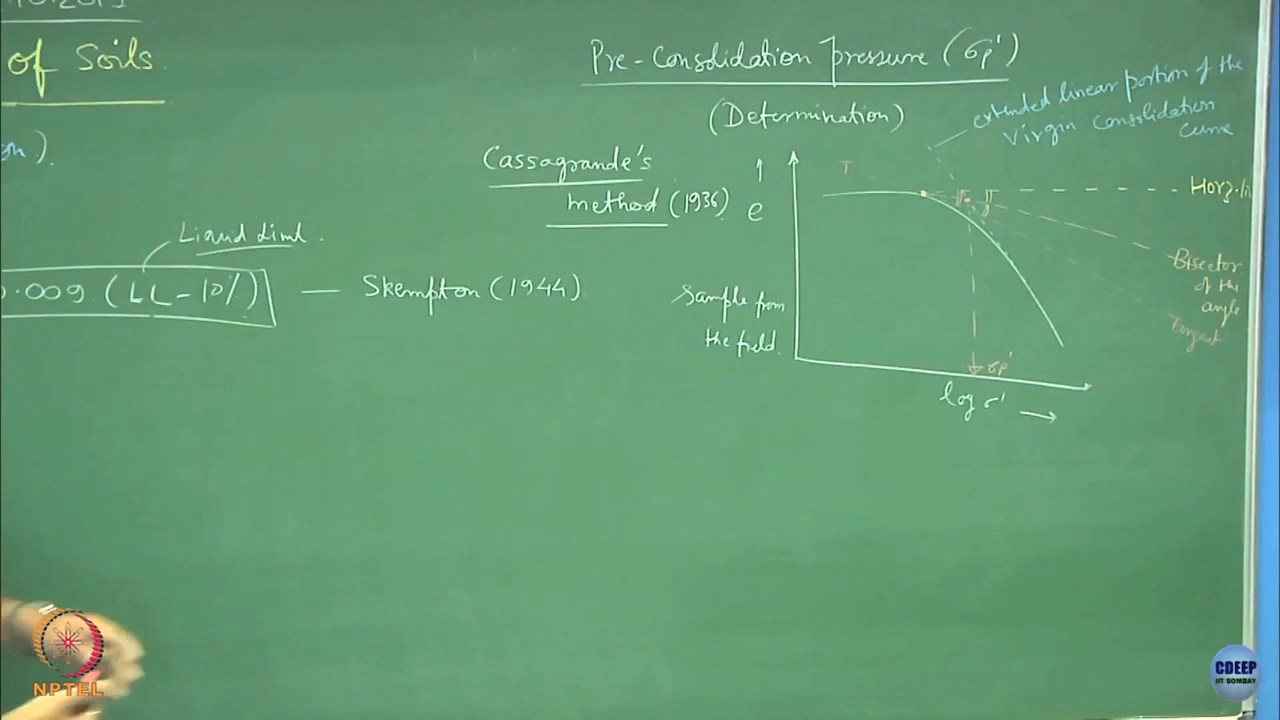 of Soils.
Pre-Consolidation pressure (σp')
(Determination)
extended linear portion of the
Virgin Consolidation
curve
Cassagrande's
method (1936)
e
T
Horz.li
Liquid Limt.
0.009 (LL-10%) — Skempton (1944)
Sample from
the field.
Bisector
of the
angle
Tangent
σp'
log σ'
NPTEL
CDEEP
IIT BOMBAY